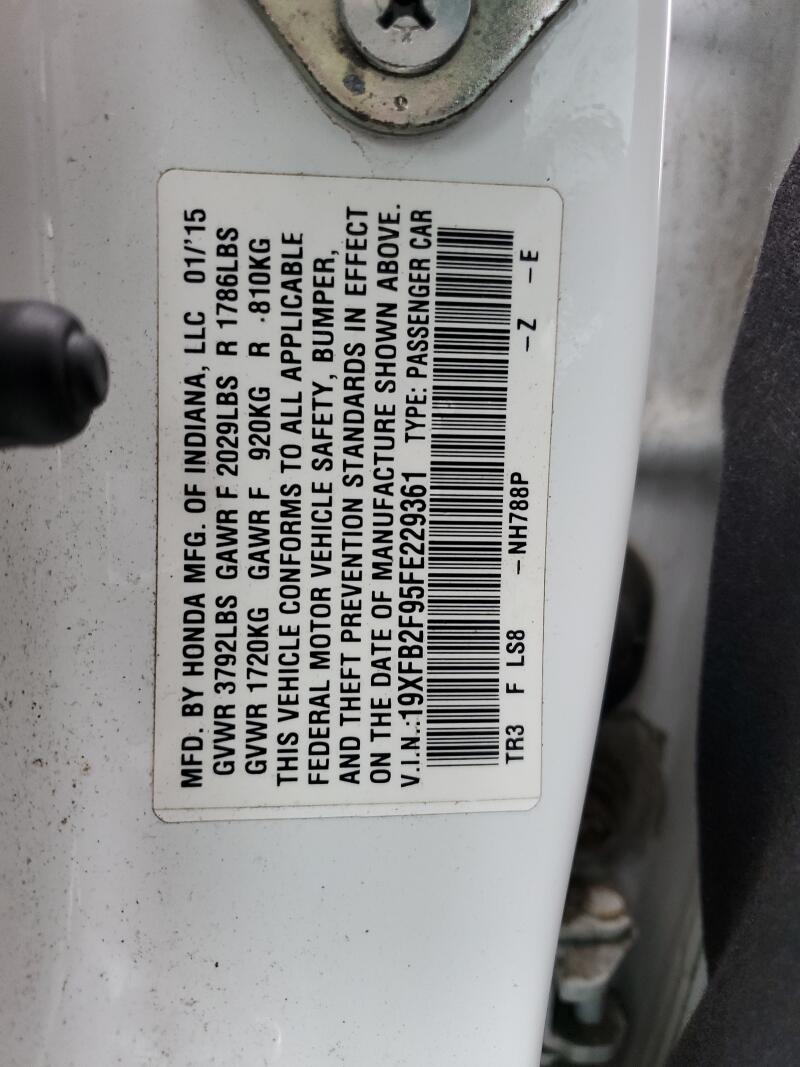 MFD. BY HONDA MFG. OF INDIANA, LLC 01/'15
GVWR 3792LBS GAWR F 2029LBS R 1786LBS
GVWR 1720KG GAWR F 920KG R 810KG
THIS VEHICLE CONFORMS TO ALL APPLICABLE
FEDERAL MOTOR VEHICLE SAFETY, BUMPER,
AND THEFT PREVENTION STANDARDS IN EFFECT
ON THE DATE OF MANUFACTURE SHOWN ABOVE.
V.I.N.:19XFB2F95FE229361 TYPE: PASSENGER CAR
TR3 F LS8 -NH788P -Z -E